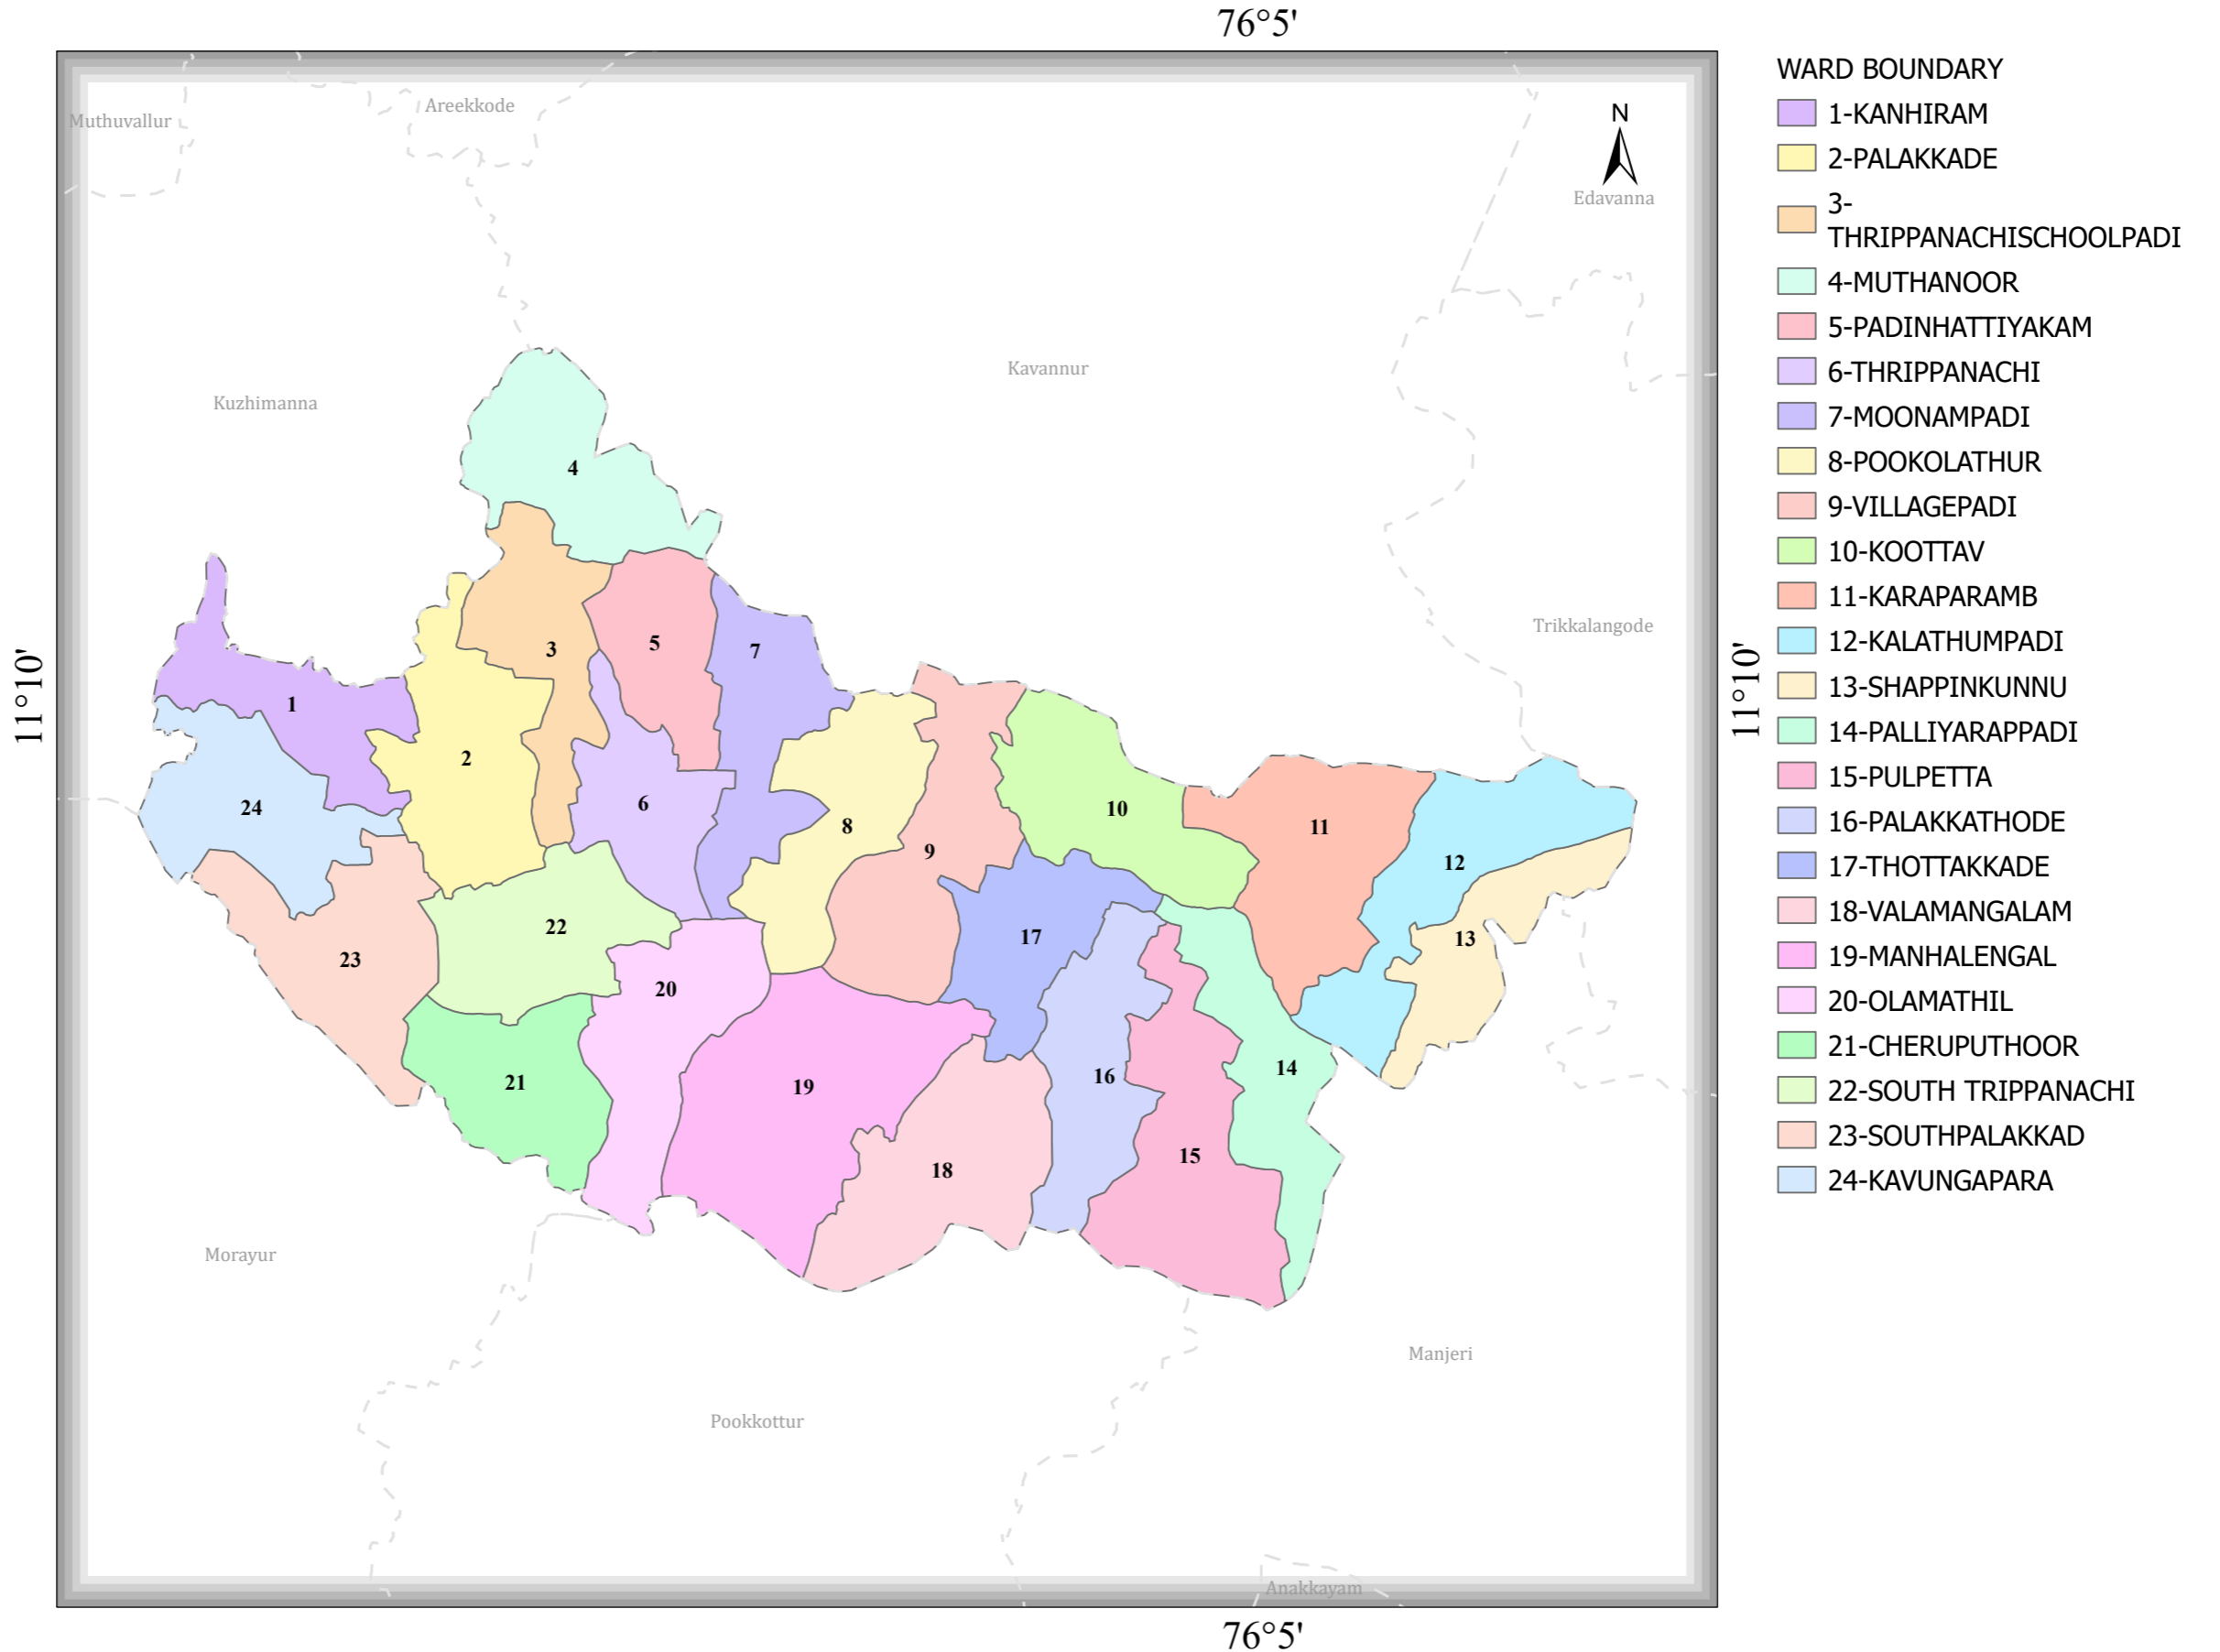 76°5'
WARD BOUNDARY
1-KANHIRAM
2-PALAKKADE
3-
THRIPPANACHISCHOOLPADI
4-MUTHANOOR
5-PADINHATTIYAKAM
6-THRIPPANACHI
7-MOONAMPADI
8-POOKOLATHUR
9-VILLAGEPADI
10-KOOTTAV
11-KARAPARAMB
12-KALATHUMPADI
13-SHAPPINKUNNU
14-PALLIYARAPPADI
15-PULPETTA
16-PALAKKATHODE
17-THOTTAKKADE
18-VALAMANGALAM
19-MANHALENGAL
20-OLAMATHIL
21-CHERUPUTHOOR
22-SOUTH TRIPPANACHI
23-SOUTHPALAKKAD
24-KAVUNGAPARA
N
Muthuvallur
Areekkode
Edavanna
Kavannur
Kuzhimanna
Trikkalangode
11°10'
11°10'
4
3
5
7
1
2
24
6
8
9
10
11
12
13
22
17
23
20
21
19
16
14
18
15
Morayur
Manjeri
Pookkottur
Anakkayam
76°5'